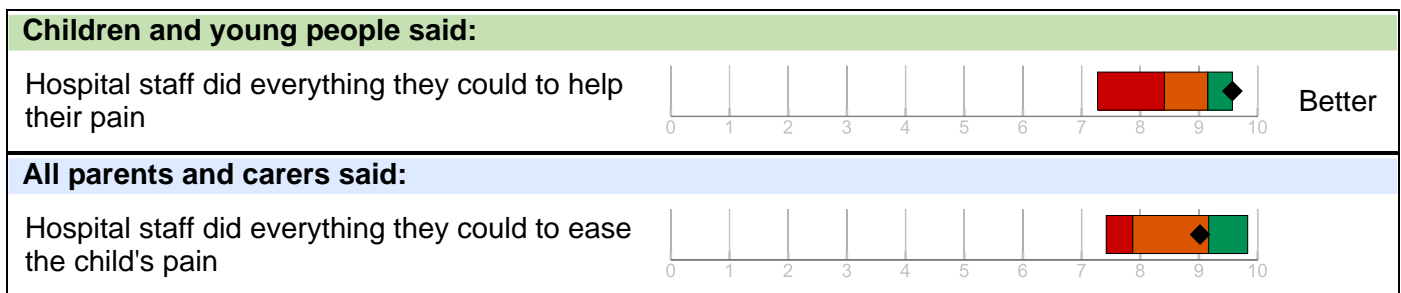 Children and young people said:
Hospital staff did everything they could to help
their pain
0 1 2 3 4 5 6 7 8 9 10
Better
All parents and carers said:
Hospital staff did everything they could to ease
the child's pain
0 1 2 3 4 5 6 7 8 9 10